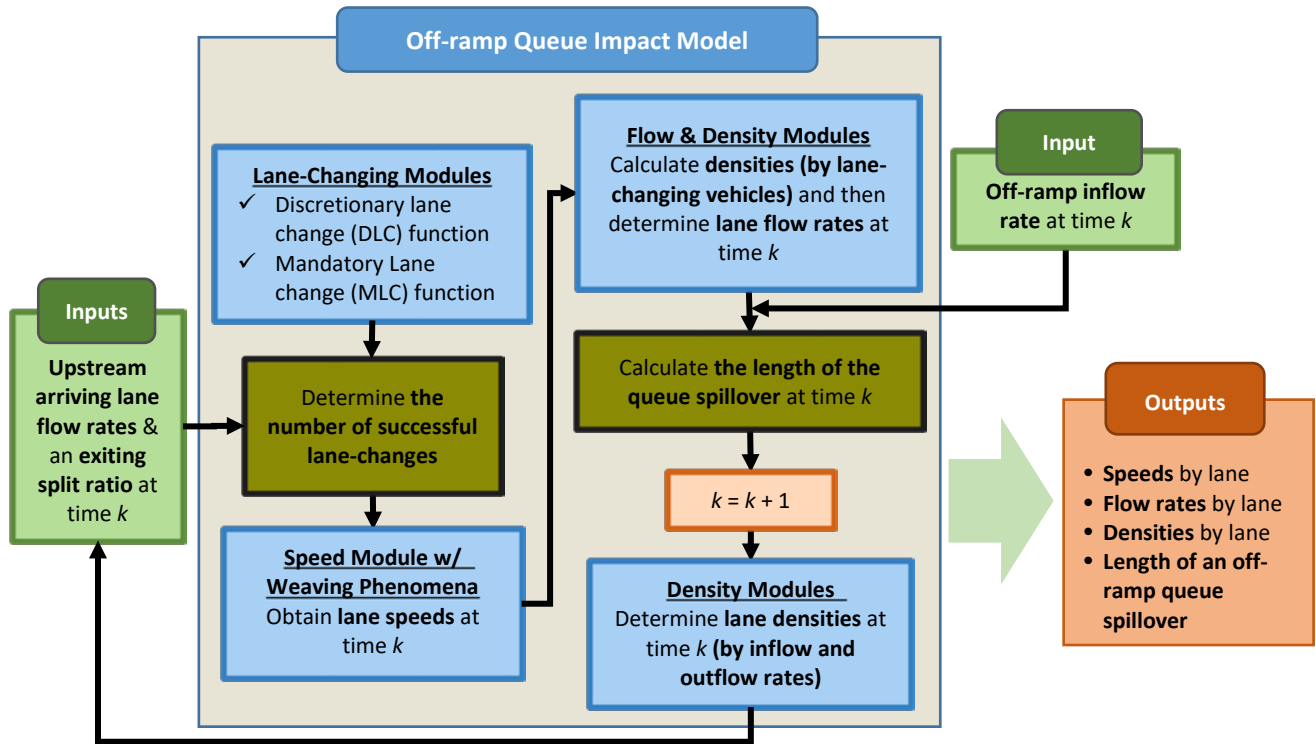 Off-ramp Queue Impact Model
Inputs
Upstream
arriving lane
flow rates &
an exiting
split ratio at
time k
Lane-Changing Modules
✓ Discretionary lane
change (DLC) function
✓ Mandatory Lane
change (MLC) function
Determine the
number of successful
lane-changes
Speed Module w/
Weaving Phenomena
Obtain lane speeds at
time k
Flow & Density Modules
Calculate densities (by lane-
changing vehicles) and then
determine lane flow rates at
time k
Input
Off-ramp inflow
rate at time k
Calculate the length of the
queue spillover at time k
k = k + 1
Density Modules
Determine lane densities at
time k (by inflow and
outflow rates)
Outputs
• Speeds by lane
• Flow rates by lane
• Densities by lane
• Length of an off-
ramp queue
spillover